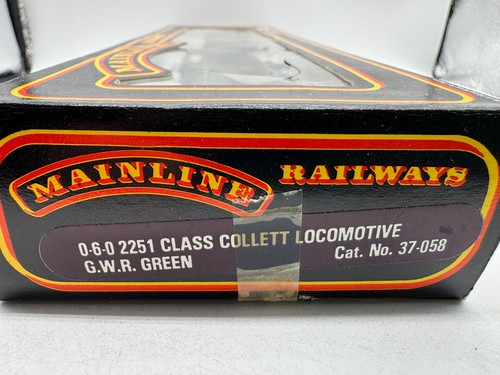 MAINLINE RAILWAYS
0-6-0 2251 CLASS COLLETT LOCOMOTIVE
G.W.R. GREEN Cat. No. 37-058